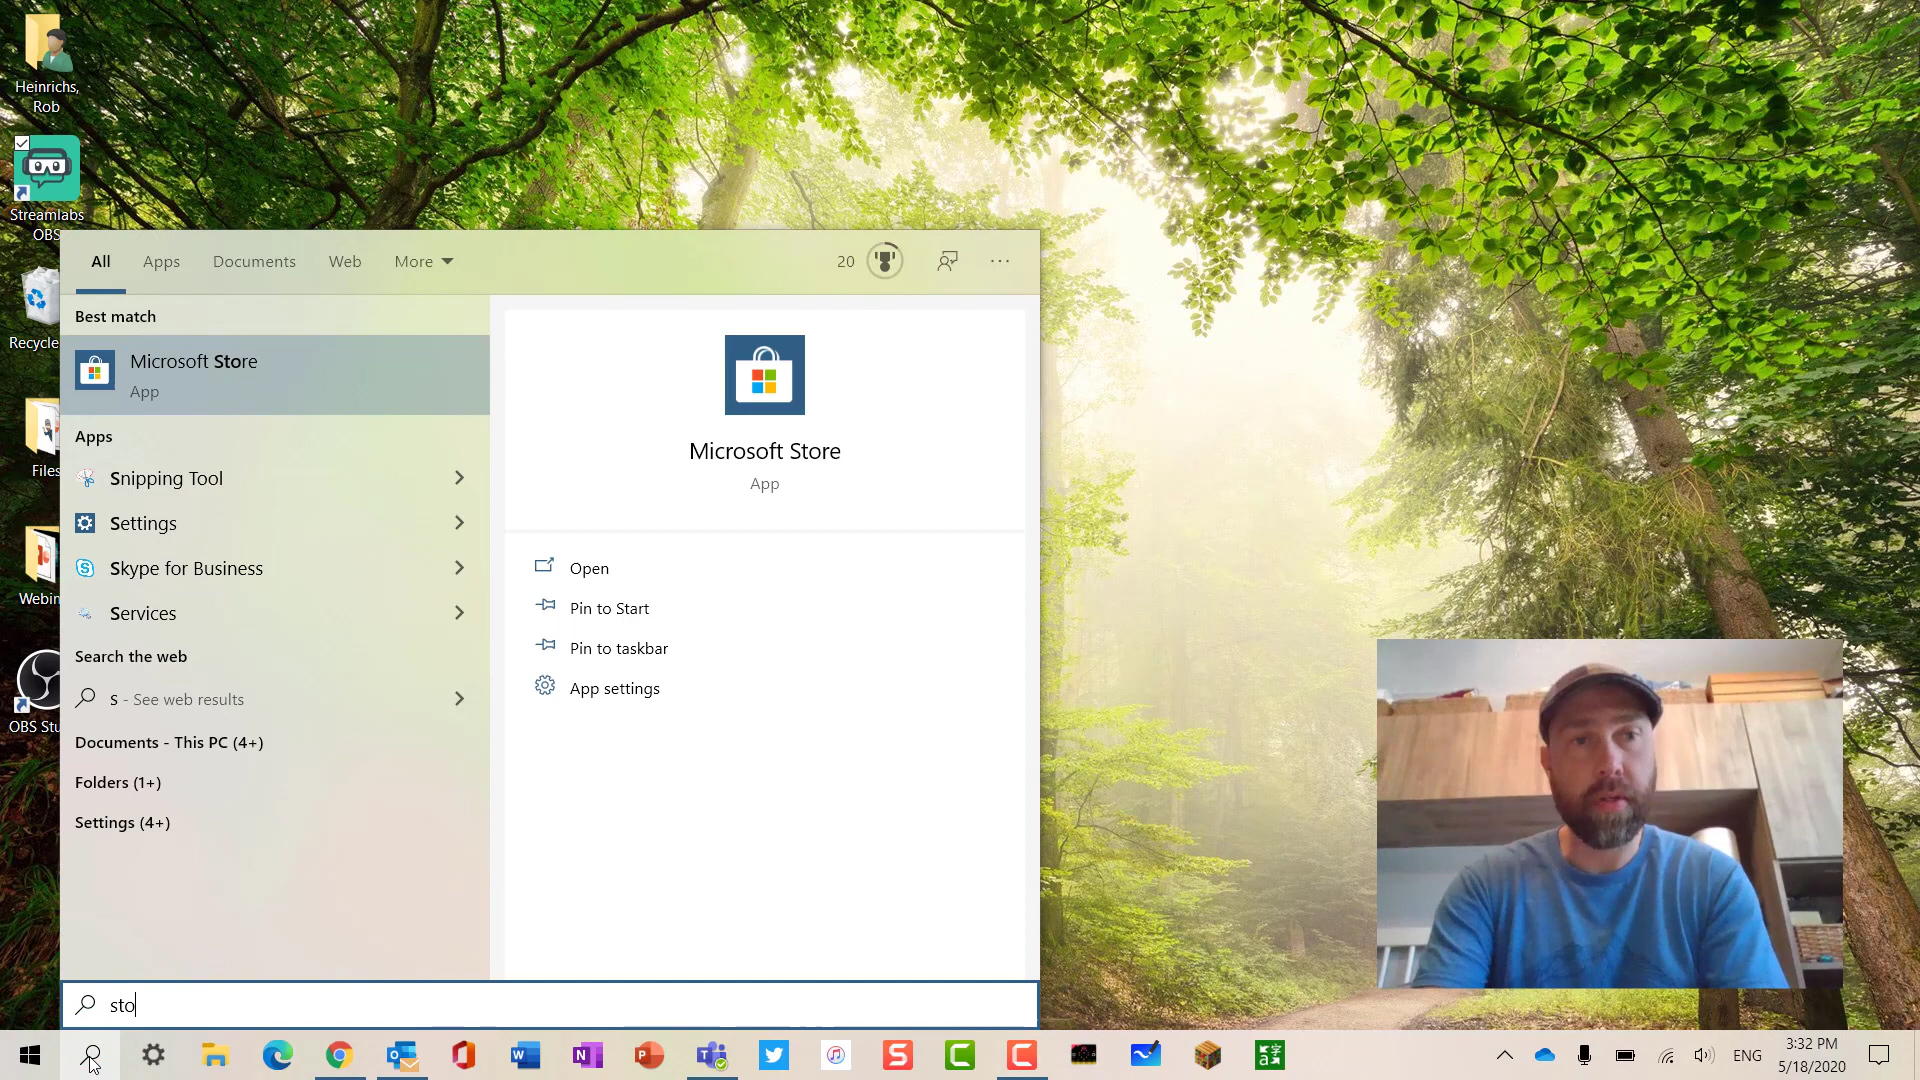 Heinrichs,
Rob
Streamlabs
OBS
Recycle
Files
Webin
OBS Stu
All Apps Documents Web More 20
Best match
Microsoft Store
App
Apps
Snipping Tool
Settings
Skype for Business
Services
Search the web
s - See web results
Documents - This PC (4+)
Folders (1+)
Settings (4+)
Microsoft Store
App
Open
Pin to Start
Pin to taskbar
App settings
sto
ENG
3:32 PM
5/18/2020